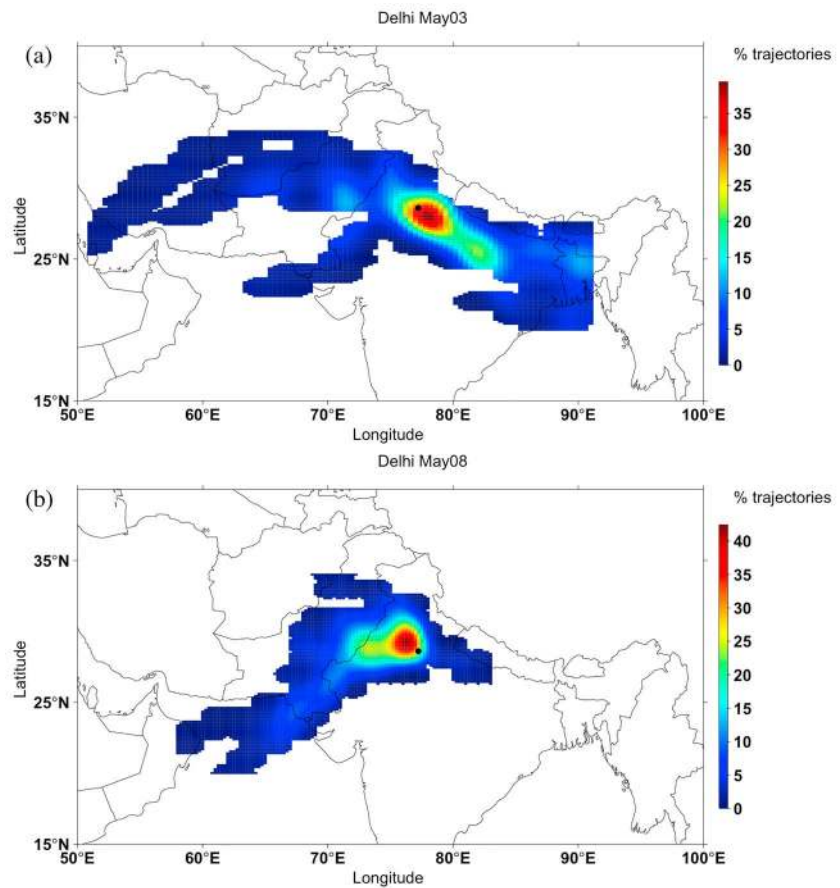 Delhi May03
(a)
% trajectories
35°N
25°N
15°N
Latitude
50°E 60°E 70°E 80°E 90°E 100°E
Longitude
35
30
25
20
15
10
5
0
Delhi May08
(b)
% trajectories
35°N
25°N
15°N
Latitude
50°E 60°E 70°E 80°E 90°E 100°E
Longitude
40
35
30
25
20
15
10
5
0